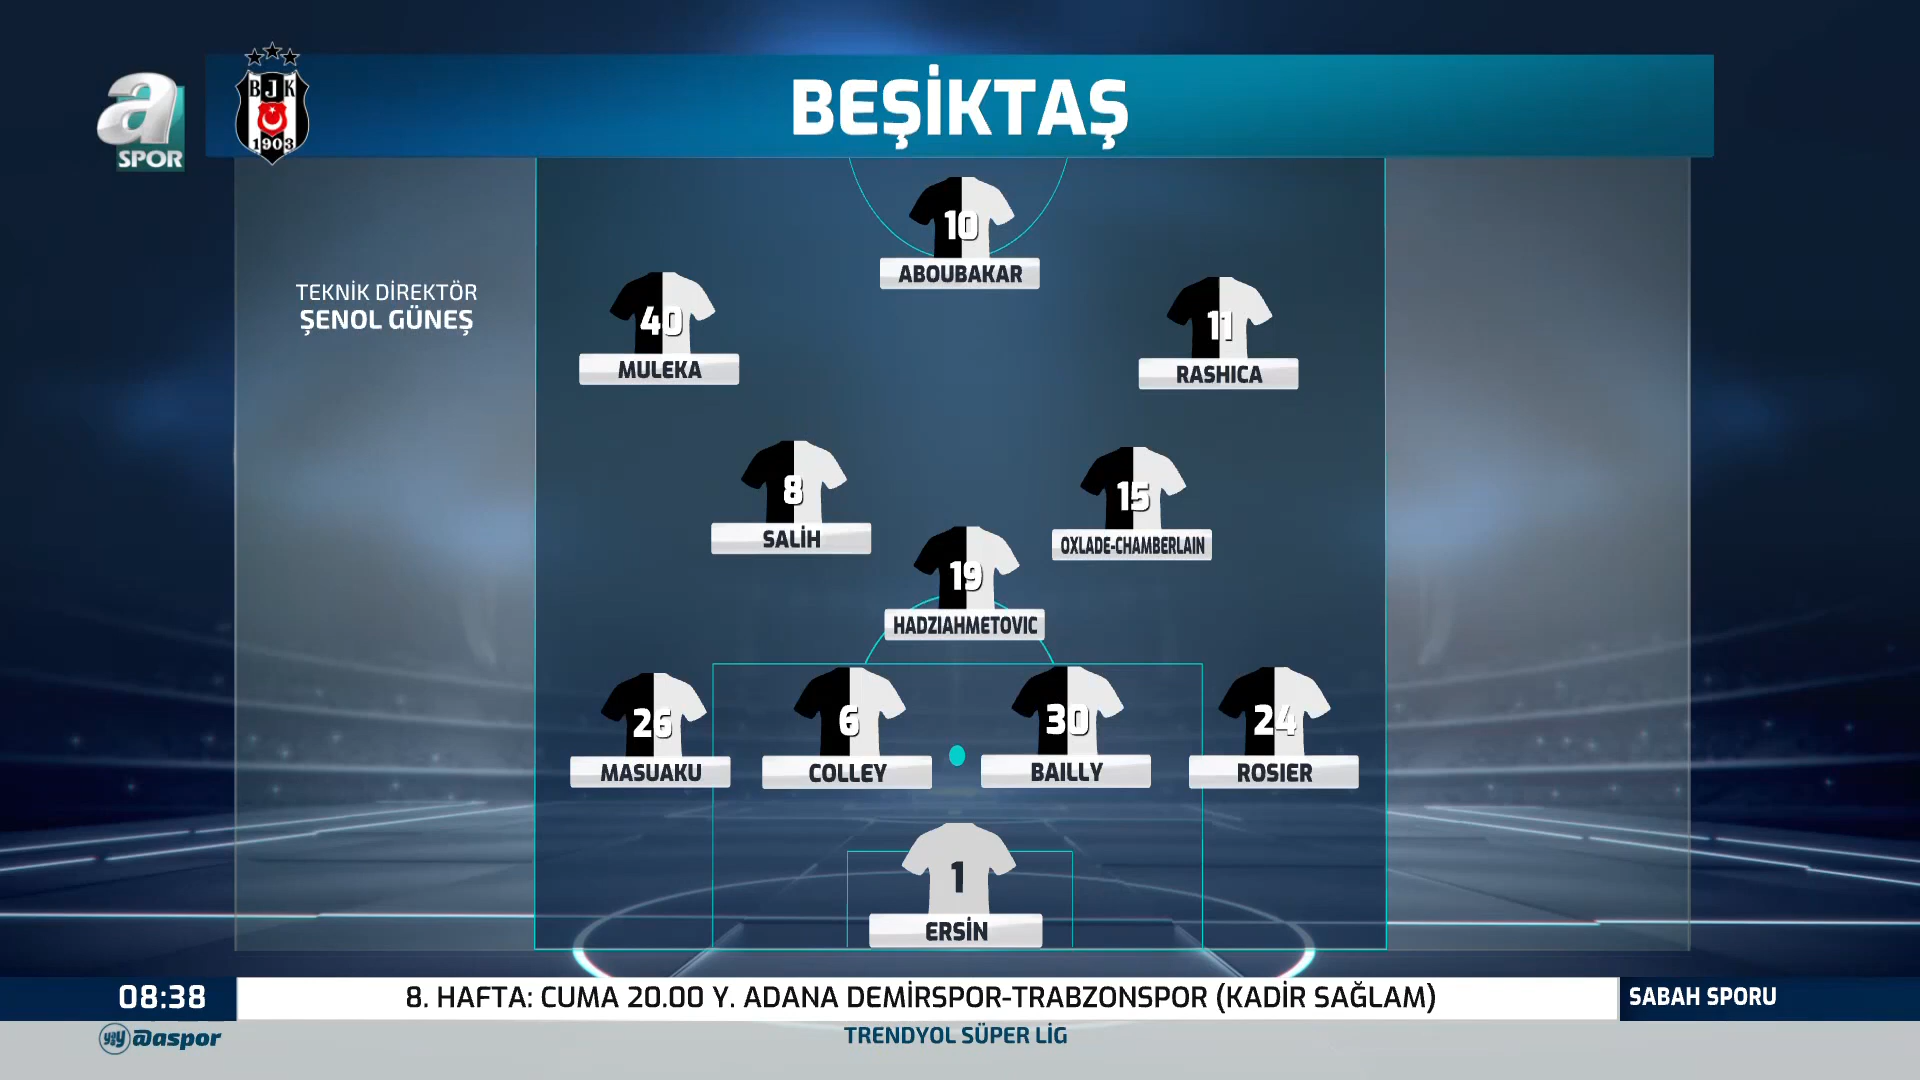 a
SPOR
BJK
1903
BEŞİKTAŞ
TEKNİK DİREKTÖR
ŞENOL GÜNEŞ
10
ABOUBAKAR
40
MULEKA
11
RASHICA
8
SALİH
15
OXLADE-CHAMBERLAIN
19
HADZIAHMETOVIC
26
MASUAKU
6
COLLEY
30
BAILLY
24
ROSIER
1
ERSİN
08:38
8. HAFTA: CUMA 20.00 Y. ADANA DEMİRSPOR-TRABZONSPOR (KADİR SAĞLAM)
SABAH SPORU
@aspor
TRENDYOL SÜPER LİG